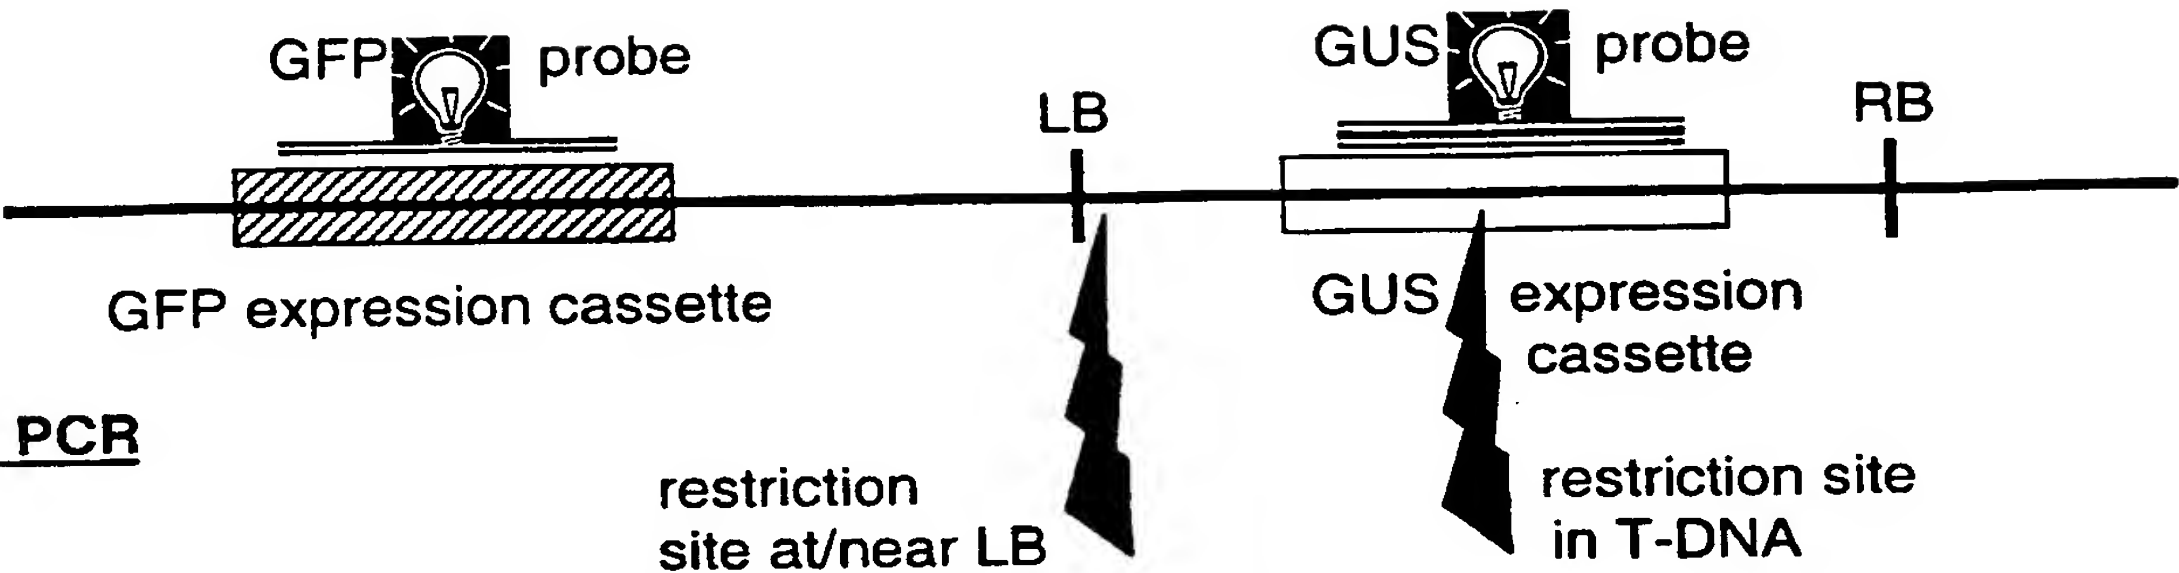 GFP probe
GUS probe
LB
RB
GFP expression cassette
GUS expression
cassette
PCR
restriction
site at/near LB
restriction site
in T-DNA